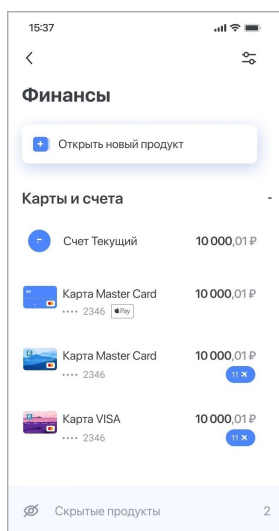 15:37
Финансы
Открыть новый продукт
Карты и счета -
Счет Текущий 10 000,01 ₽
Карта Master Card 10 000,01 ₽
•••• 2346 Pay
Карта Master Card 10 000,01 ₽
•••• 2346 11
Карта VISA 10 000,01 ₽
•••• 2346 11
Скрытые продукты 2